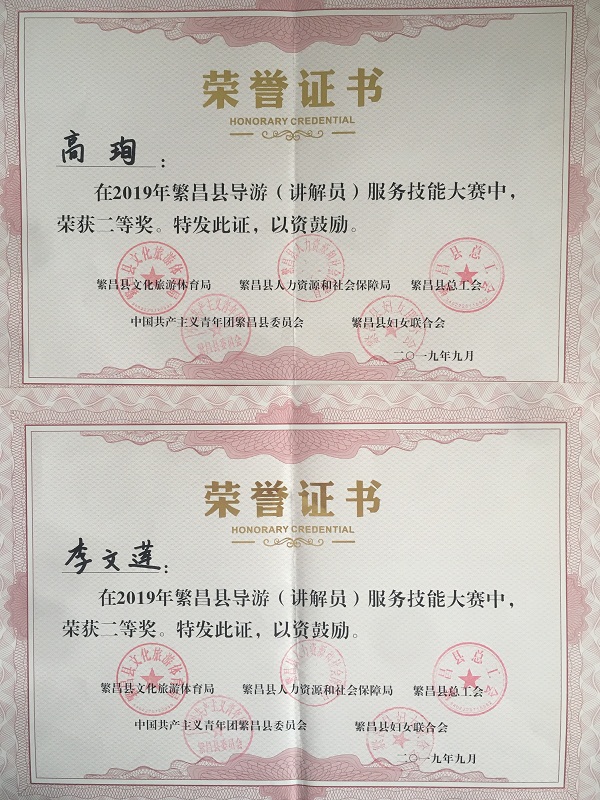 荣誉证书
HONORARY CREDENTIAL
高珣：
在2019年繁昌县导游（讲解员）服务技能大赛中，
荣获二等奖。特发此证，以资鼓励。
繁昌县文化旅游体育局 繁昌县人力资源和社会保障局 繁昌县总工会
中国共产主义青年团繁昌县委员会 繁昌县妇女联合会
二〇一九年九月
荣誉证书
HONORARY CREDENTIAL
李文莲：
在2019年繁昌县导游（讲解员）服务技能大赛中，
荣获二等奖。特发此证，以资鼓励。
繁昌县文化旅游体育局 繁昌县人力资源和社会保障局 繁昌县总工会
中国共产主义青年团繁昌县委员会 繁昌县妇女联合会
二〇一九年九月